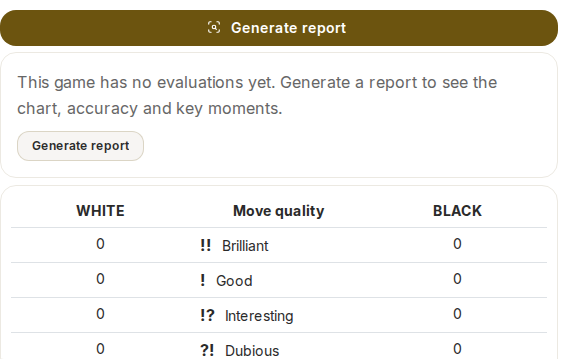 Generate report
This game has no evaluations yet. Generate a report to see the
chart, accuracy and key moments.
Generate report
WHITE Move quality BLACK
0 !! Brilliant 0
0 ! Good 0
0 !? Interesting 0
0 ?! Dubious 0